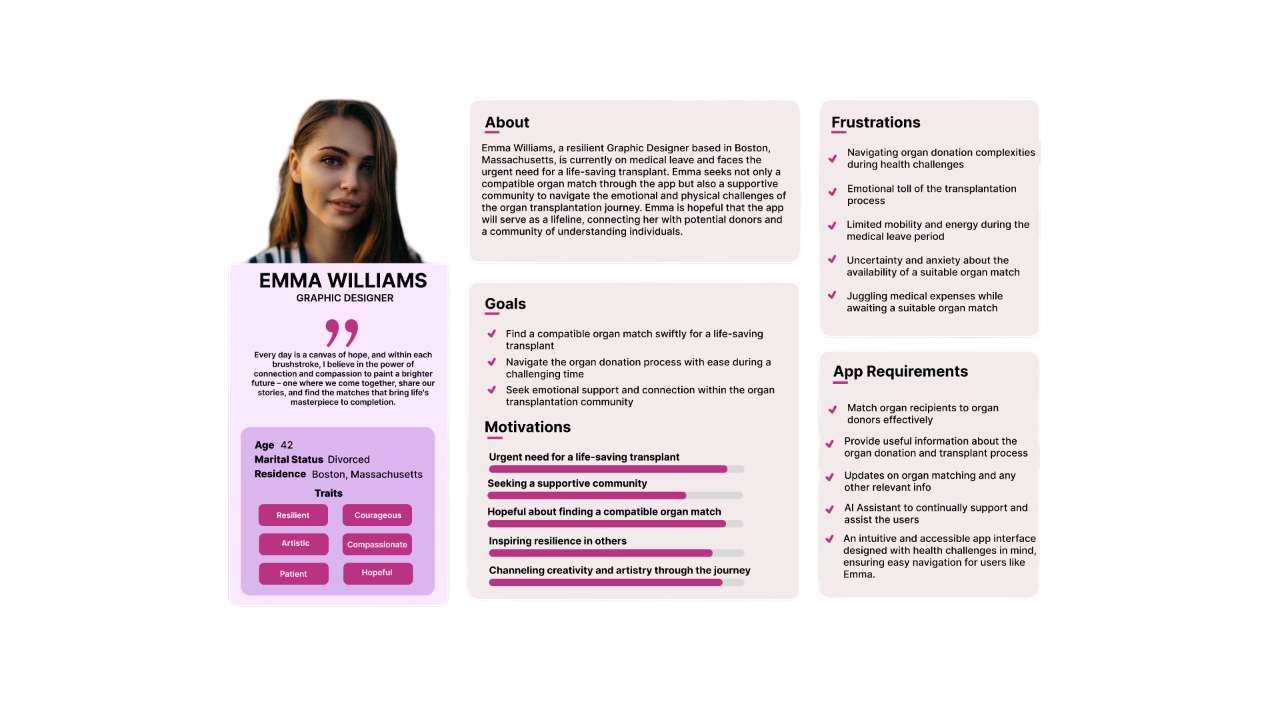 EMMA WILLIAMS
GRAPHIC DESIGNER
”
Every day is a canvas of hope, and within each
brushstroke, I believe in the power of
connection and compassion to paint a brighter
future – one where we come together, share our
stories, and find the matches that bring life's
masterpiece to completion.
Age 42
Marital Status Divorced
Residence Boston, Massachusetts
Traits
Resilient Courageous
Artistic Compassionate
Patient Hopeful
About
Emma Williams, a resilient Graphic Designer based in Boston,
Massachusetts, is currently on medical leave and faces the
urgent need for a life-saving transplant. Emma seeks not only a
compatible organ match through the app but also a supportive
community to navigate the emotional and physical challenges of
the organ transplantation journey. Emma is hopeful that the app
will serve as a lifeline, connecting her with potential donors and
a community of understanding individuals.
Goals
Find a compatible organ match swiftly for a life-saving
transplant
Navigate the organ donation process with ease during a
challenging time
Seek emotional support and connection within the organ
transplantation community
Motivations
Urgent need for a life-saving transplant
Seeking a supportive community
Hopeful about finding a compatible organ match
Inspiring resilience in others
Channeling creativity and artistry through the journey
Frustrations
Navigating organ donation complexities
during health challenges
Emotional toll of the transplantation
process
Limited mobility and energy during the
medical leave period
Uncertainty and anxiety about the
availability of a suitable organ match
Juggling medical expenses while
awaiting a suitable organ match
App Requirements
Match organ recipients to organ
donors effectively
Provide useful information about the
organ donation and transplant process
Updates on organ matching and any
other relevant info
AI Assistant to continually support and
assist the users
An intuitive and accessible app interface
designed with health challenges in mind,
ensuring easy navigation for users like
Emma.